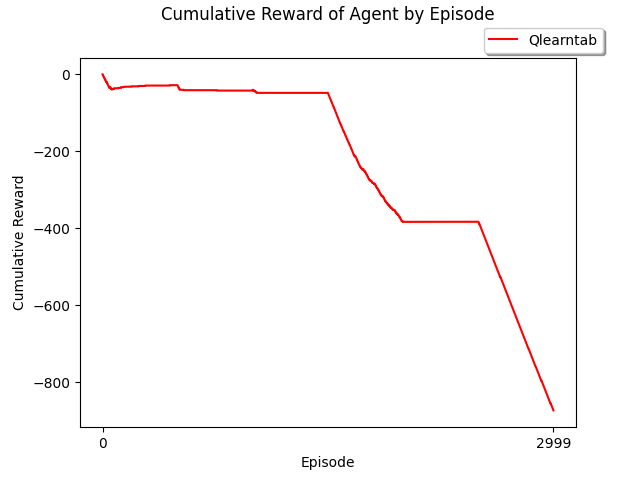 Cumulative Reward of Agent by Episode
Qlearntab
0
−200
−400
−600
−800
Cumulative Reward
0
2999
Episode